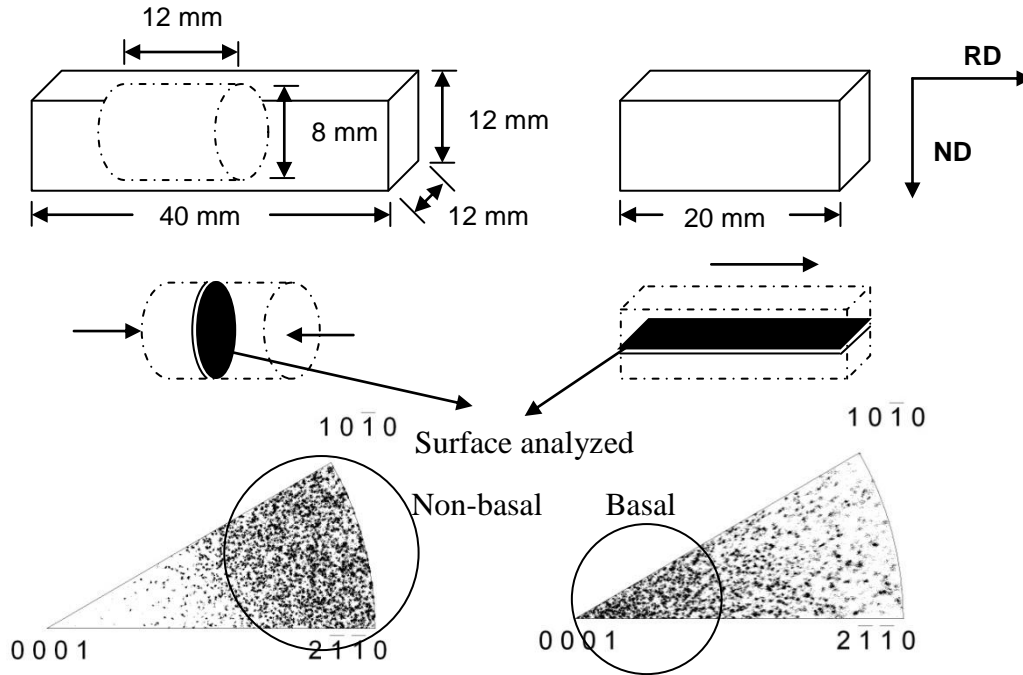 12 mm
RD
8 mm
12 mm
ND
12 mm
40 mm
20 mm
1 0 1̅ 0
1 0 1̅ 0
Surface analyzed
Non-basal
Basal
0 0 0 1
2 1̅ 1̅ 0
0 0 0 1
2 1̅ 1̅ 0